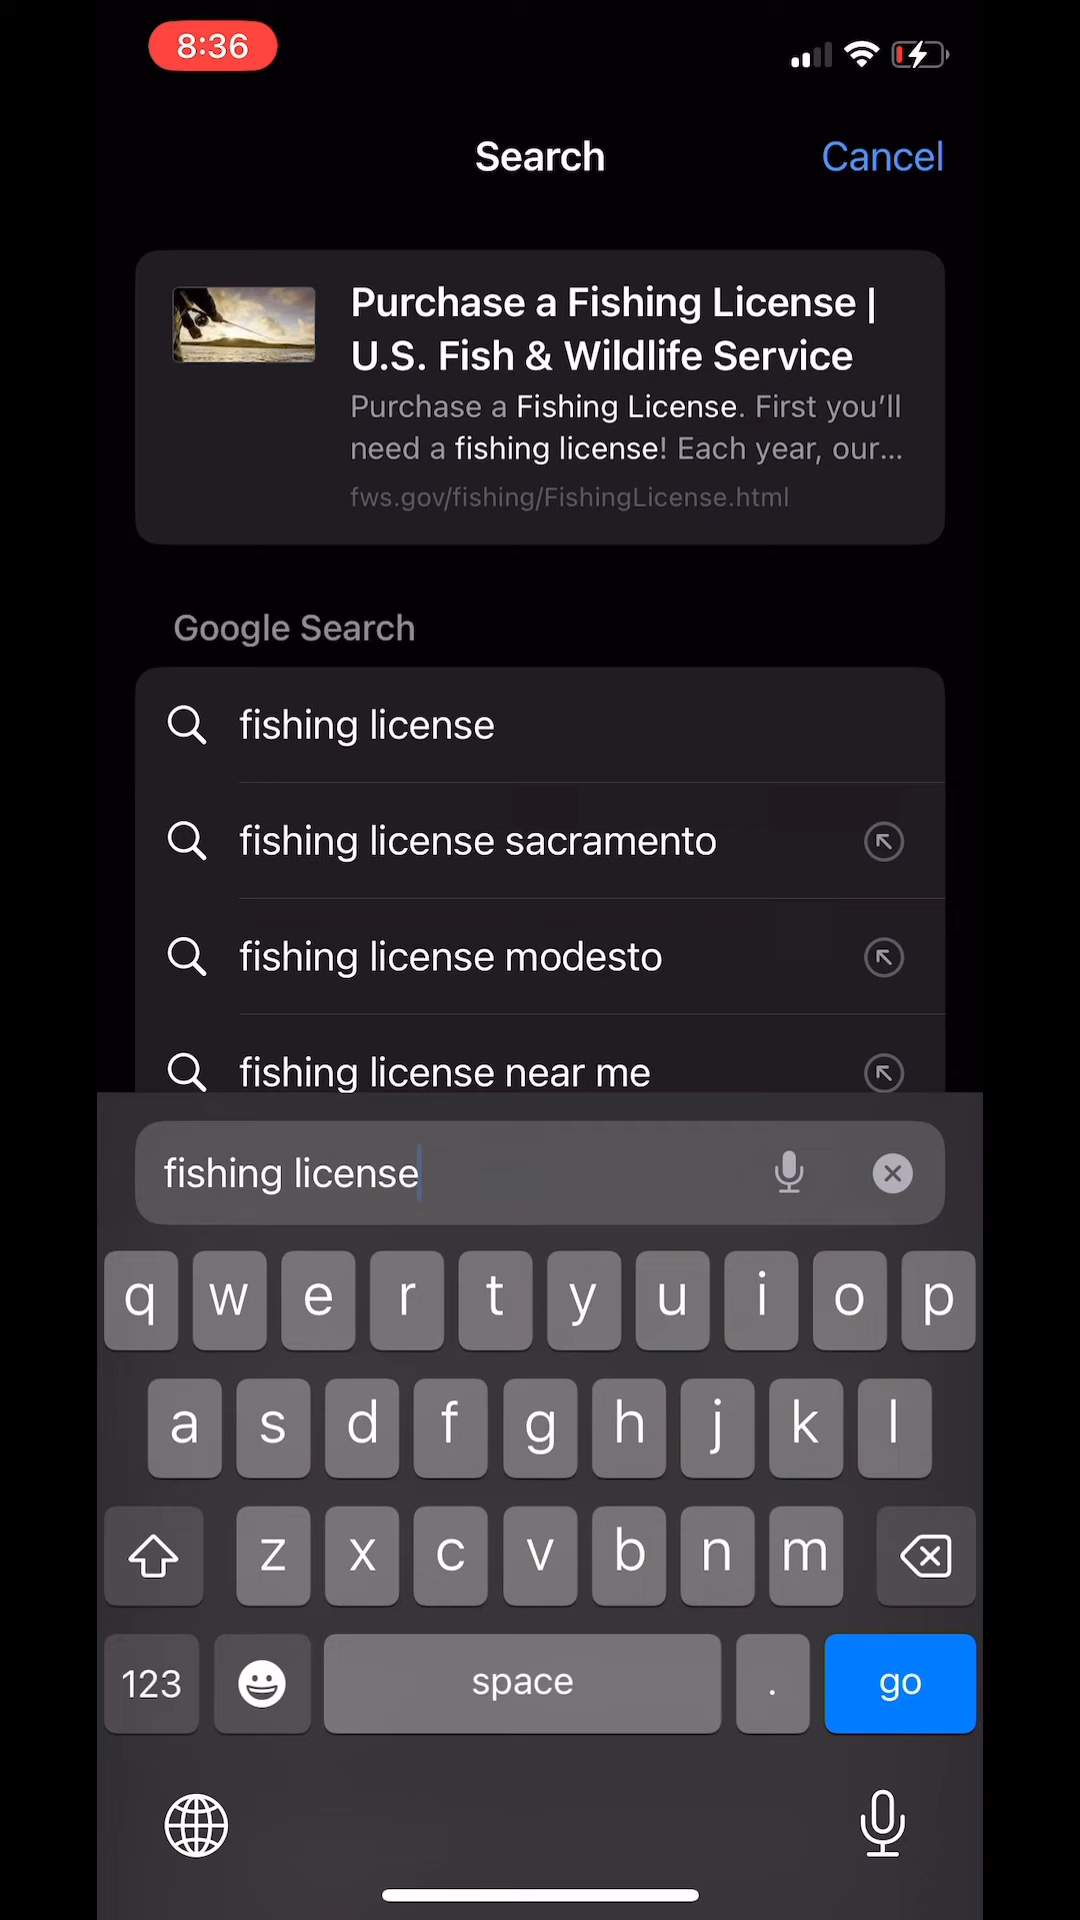 8:36
Search
Cancel
Purchase a Fishing License |
U.S. Fish & Wildlife Service
Purchase a Fishing License. First you’ll
need a fishing license! Each year, our...
fws.gov/fishing/FishingLicense.html
Google Search
fishing license
fishing license sacramento
fishing license modesto
fishing license near me
fishing license
q w e r t y u i o p
a s d f g h j k l
z x c v b n m
123 space . go